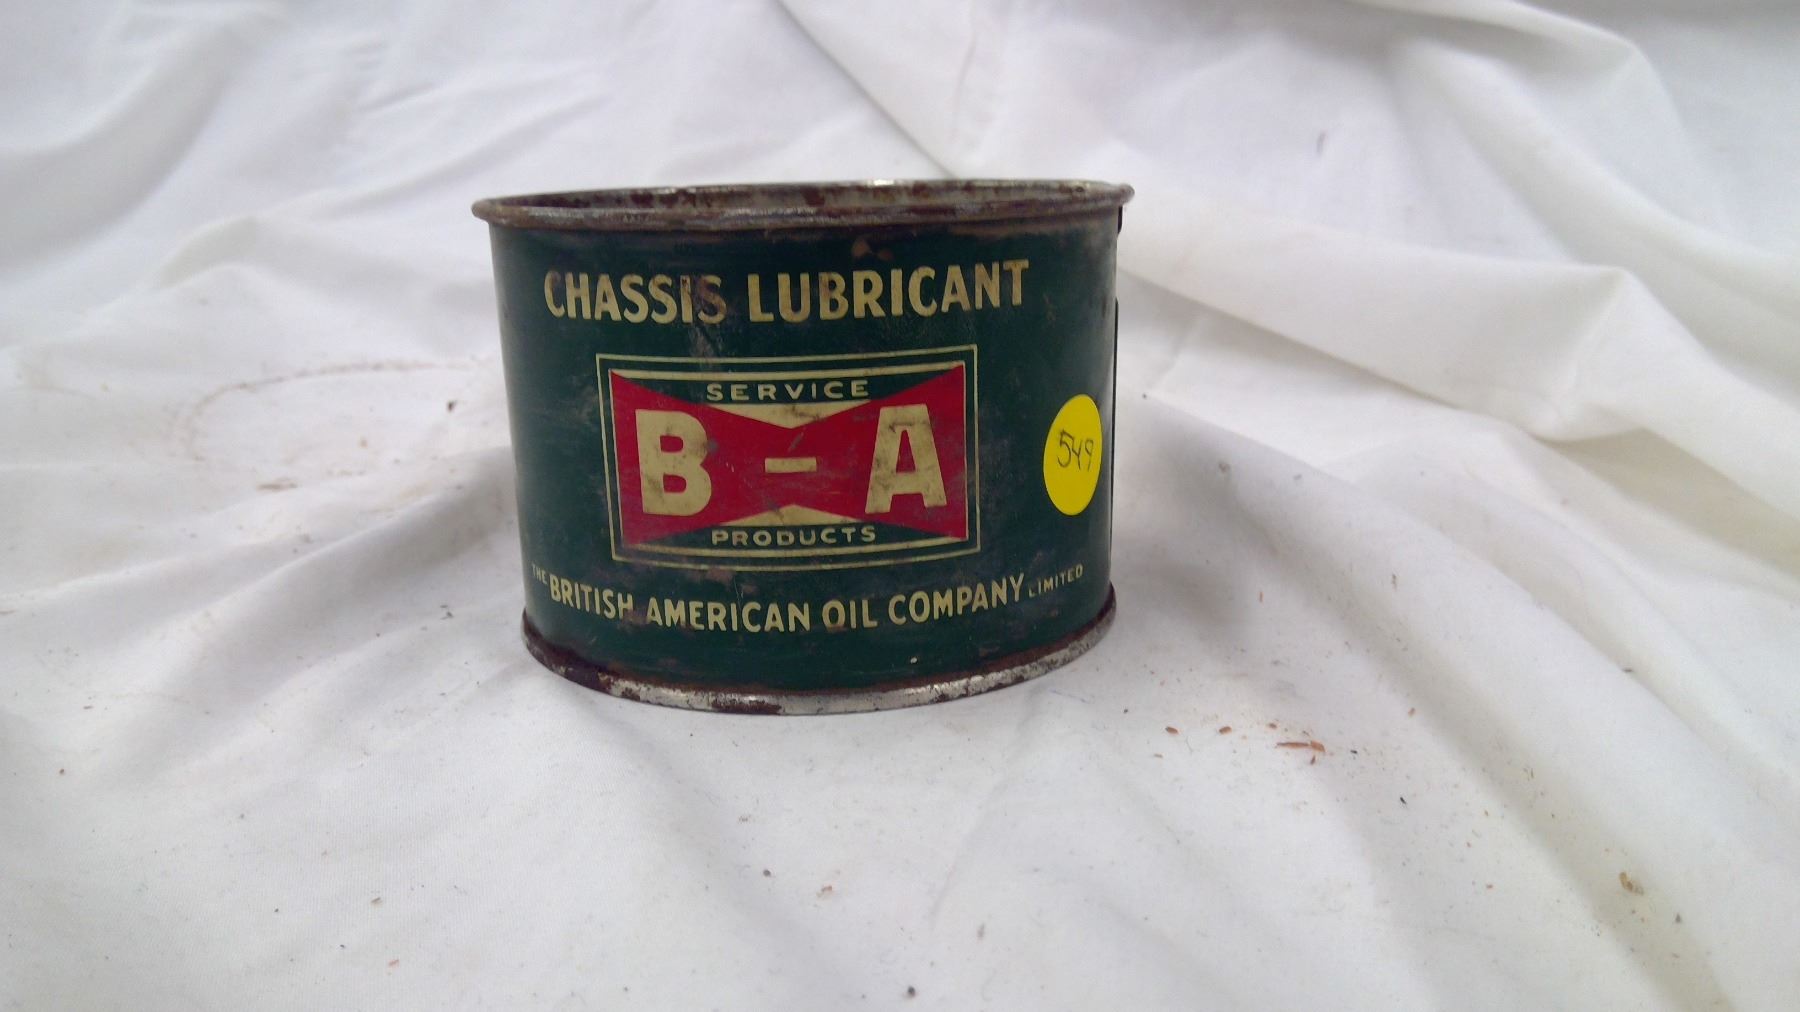 CHASSIS LUBRICANT
SERVICE
B-A
PRODUCTS
THE BRITISH AMERICAN OIL COMPANY LIMITED
549